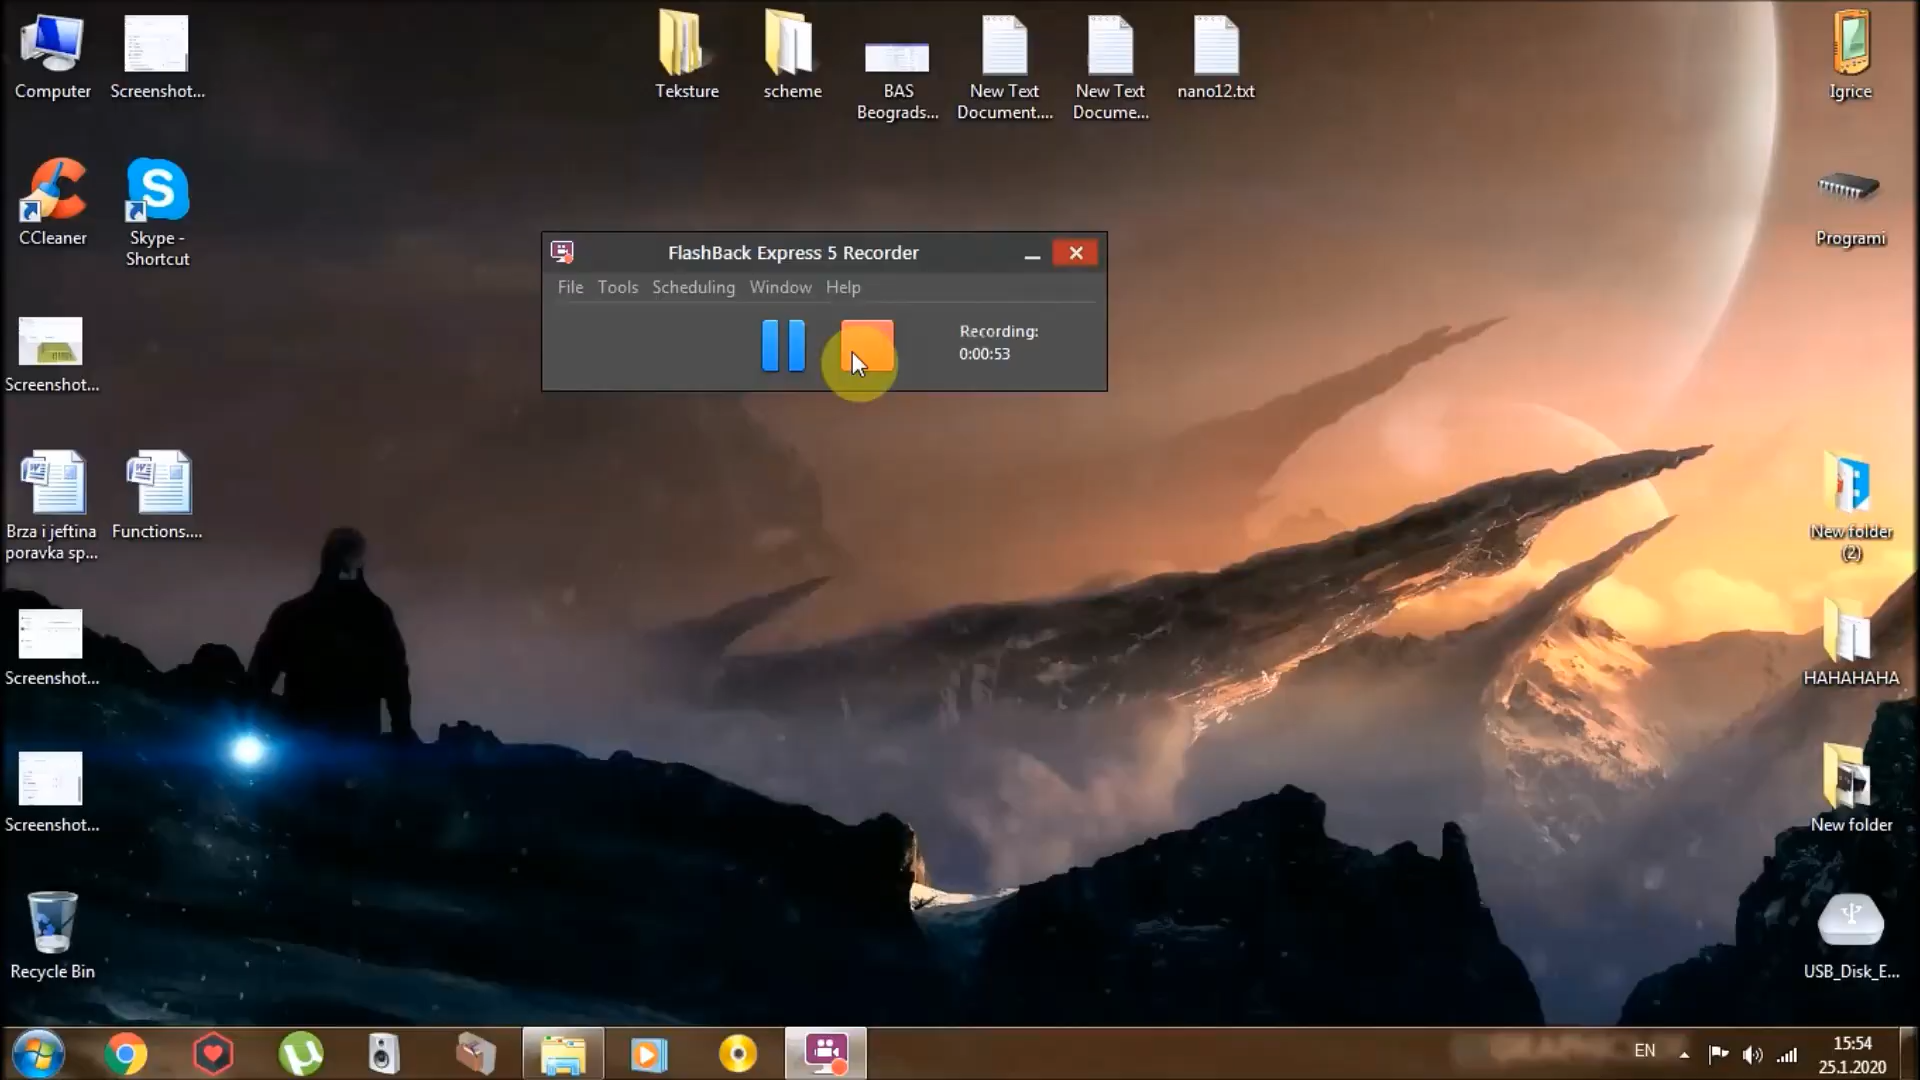 Computer
Screenshot...
Teksture
scheme
BAS
Beograds...
New Text
Document....
New Text
Docume...
nano12.txt
Igrice
CCleaner
Skype -
Shortcut
Programi
FlashBack Express 5 Recorder
File Tools Scheduling Window Help
Recording:
0:00:53
Screenshot...
Brza i jeftina
poravka sp...
Functions....
New folder
(2)
Screenshot...
HAHAHAHA
Screenshot...
New folder
Recycle Bin
USB_Disk_E...
EN
15:54
25.1.2020